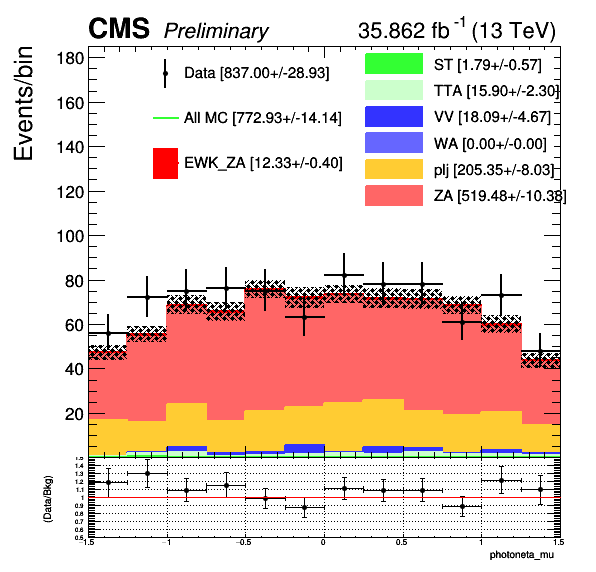 CMS Preliminary 35.862 fb⁻¹ (13 TeV)
Events/bin
180
160
140
120
100
80
60
40
20
Data [837.00+/-28.93]
All MC [772.93+/-14.14]
EWK_ZA [12.33+/-0.40]
ST [1.79+/-0.57]
TTA [15.90+/-2.30]
VV [18.09+/-4.67]
WA [0.00+/-0.00]
plj [205.35+/-8.03]
ZA [519.48+/-10.38]
(Data/Bkg)
1.5
1.4
1.3
1.2
1.1
1
0.9
0.8
0.7
0.6
0.5
−1.5 −1 −0.5 0 0.5 1 1.5
photoneta_mu